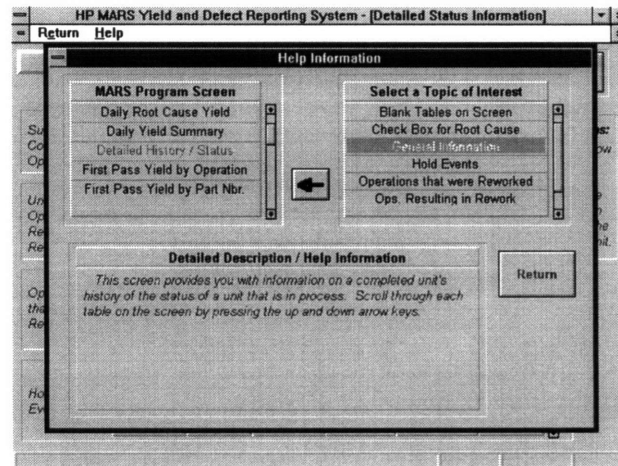 HP MARS Yield and Defect Reporting System - [Detailed Status Information]
Return Help
Help Information
MARS Program Screen
Daily Root Cause Yield
Daily Yield Summary
Detailed History / Status
First Pass Yield by Operation
First Pass Yield by Part Nbr.
Select a Topic of Interest
Blank Tables on Screen
Check Box for Root Cause
General Information
Hold Events
Operations that were Reworked
Ops. Resulting in Rework
Detailed Description / Help Information
This screen provides you with information on a completed unit's
history of the status of a unit that is in process. Scroll through each
table on the screen by pressing the up and down arrow keys.
Return